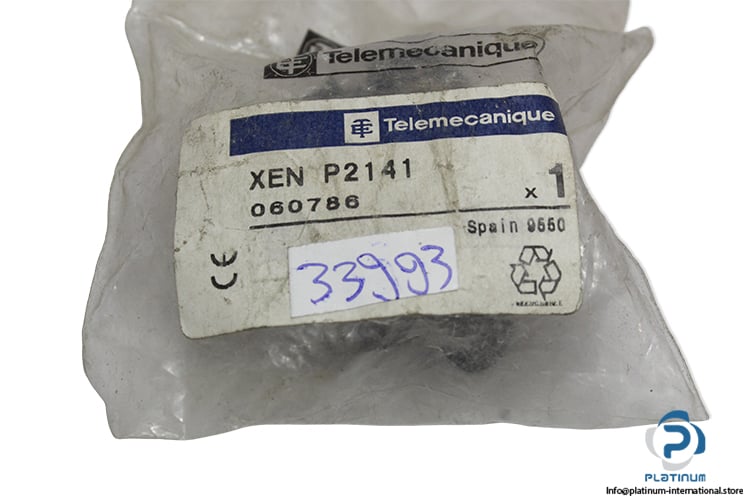 Telemecanique
Telemecanique
XEN P2141
060786
x 1
Spain 9550
CE
33993
PLATINUM
Info@platinum-international.store